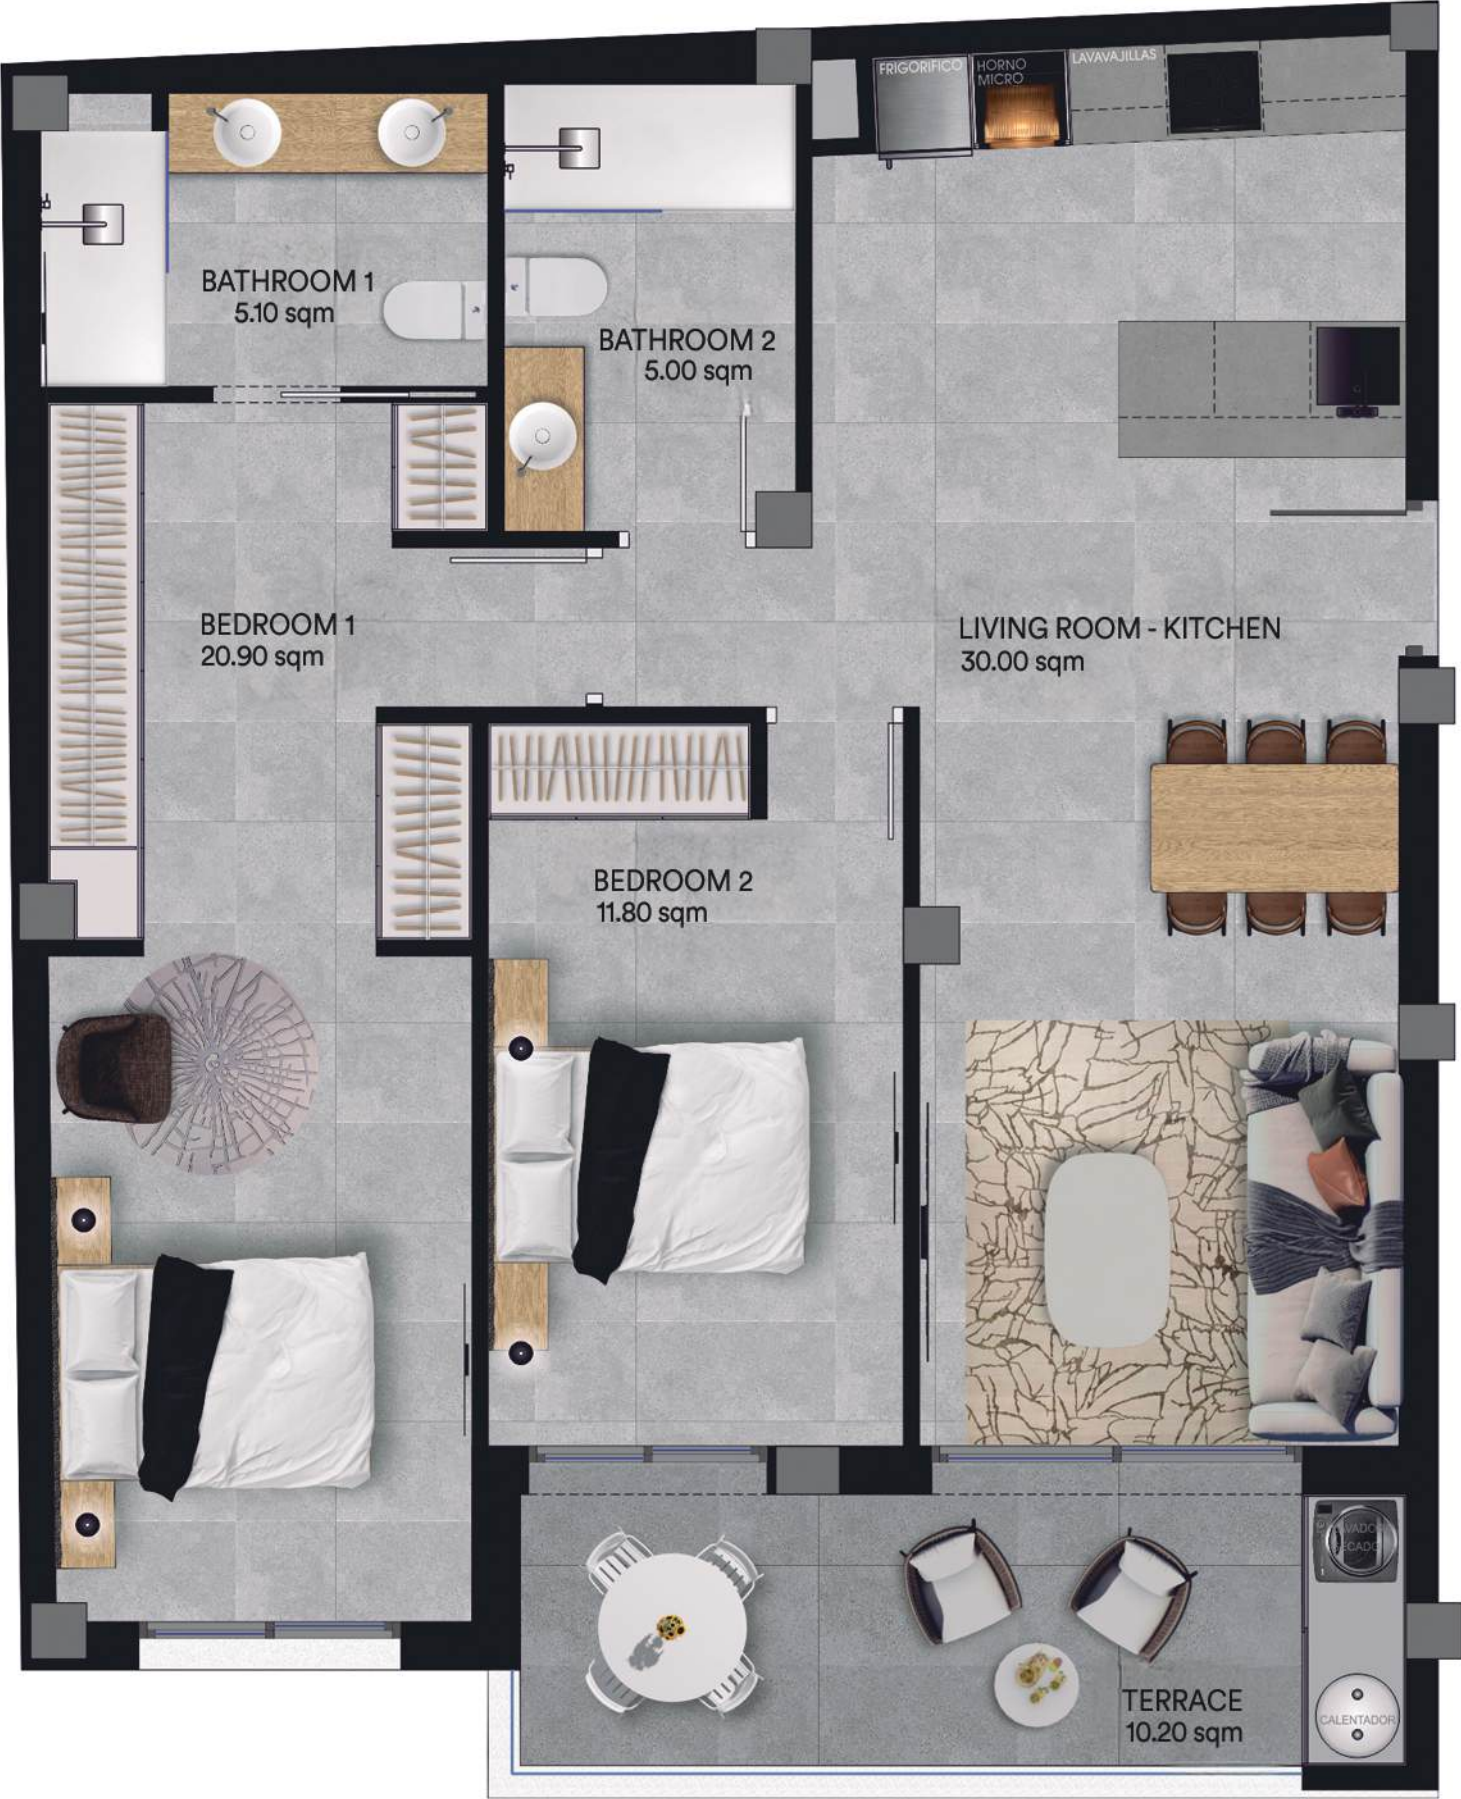 FRIGORIFICO
HORNO
MICRO
LAVAVAJILLAS
BATHROOM 1
5.10 sqm
BATHROOM 2
5.00 sqm
BEDROOM 1
20.90 sqm
LIVING ROOM - KITCHEN
30.00 sqm
BEDROOM 2
11.80 sqm
TERRACE
10.20 sqm
CALENTADOR